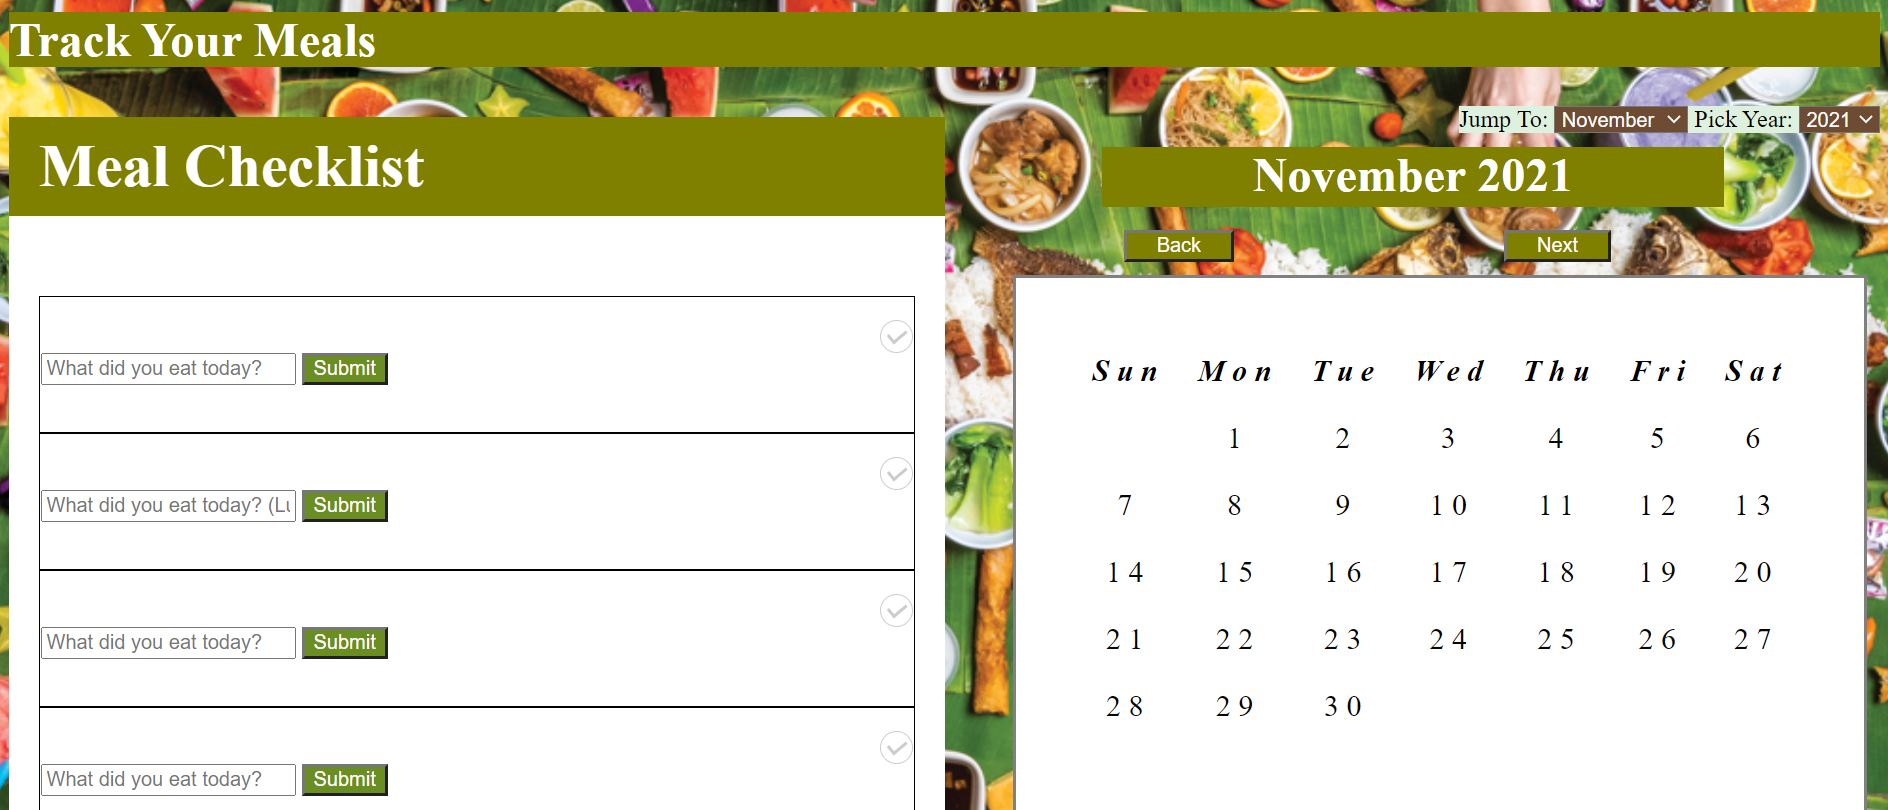 Track Your Meals
Meal Checklist
What did you eat today? Submit
What did you eat today? (Lu Submit
What did you eat today? Submit
What did you eat today? Submit
Jump To: November Pick Year: 2021
November 2021
Back Next
Sun Mon Tue Wed Thu Fri Sat
1 2 3 4 5 6
7 8 9 10 11 12 13
14 15 16 17 18 19 20
21 22 23 24 25 26 27
28 29 30